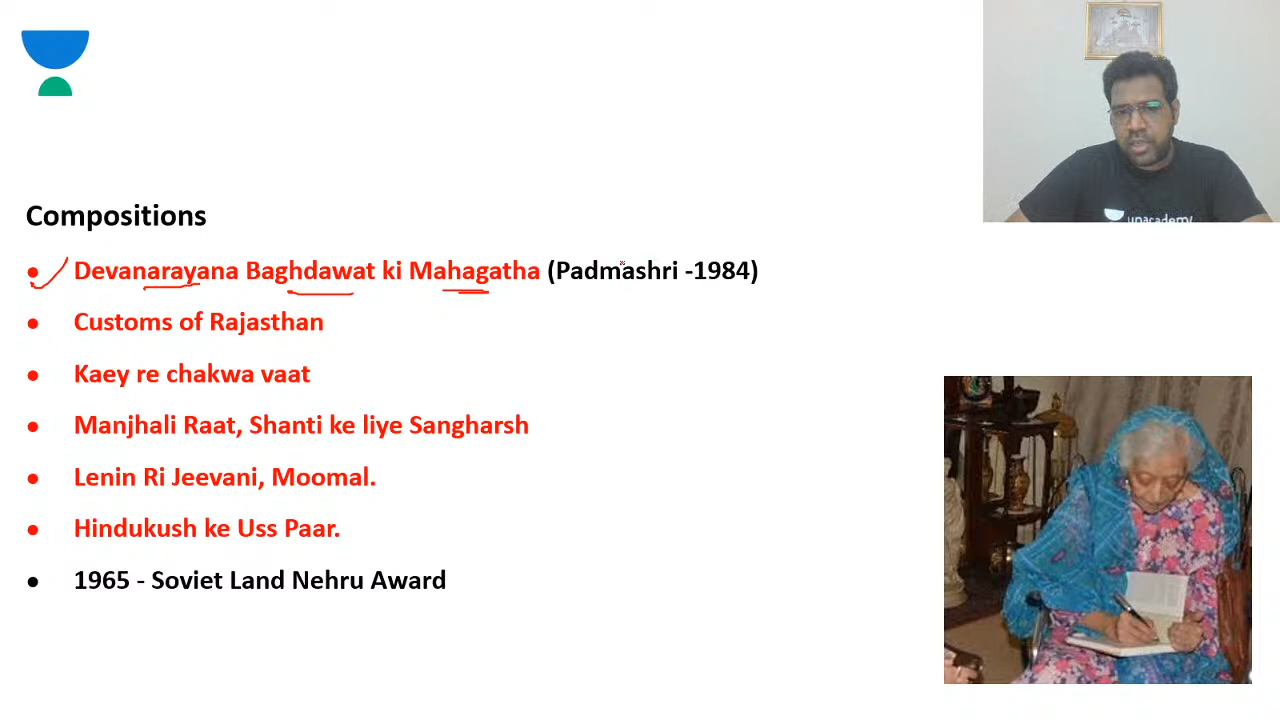 Compositions
• Devanarayana Baghdawat ki Mahagatha (Padmashri -1984)
• Customs of Rajasthan
• Kaey re chakwa vaat
• Manjhali Raat, Shanti ke liye Sangharsh
• Lenin Ri Jeevani, Moomal.
• Hindukush ke Uss Paar.
• 1965 - Soviet Land Nehru Award
unacademy